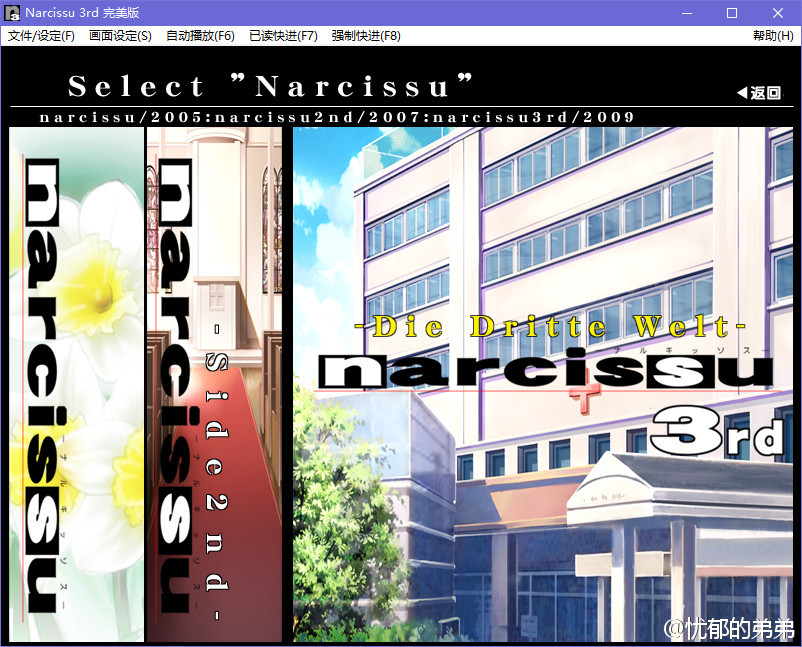 Narcissu 3rd 完美版
文件/设定(F) 画面设定(S) 自动播放(F6) 已读快进(F7) 强制快进(F8) 帮助(H)
Select ”Narcissu”
◀返回
narcissu/2005:narcissu2nd/2007:narcissu3rd/2009
narcissu
ナルキッソス
narcissu
ナルキッソス
-Side2nd-
-Die Dritte Welt-
ナルキッソス
narcissu
3rd
@忧郁的弟弟